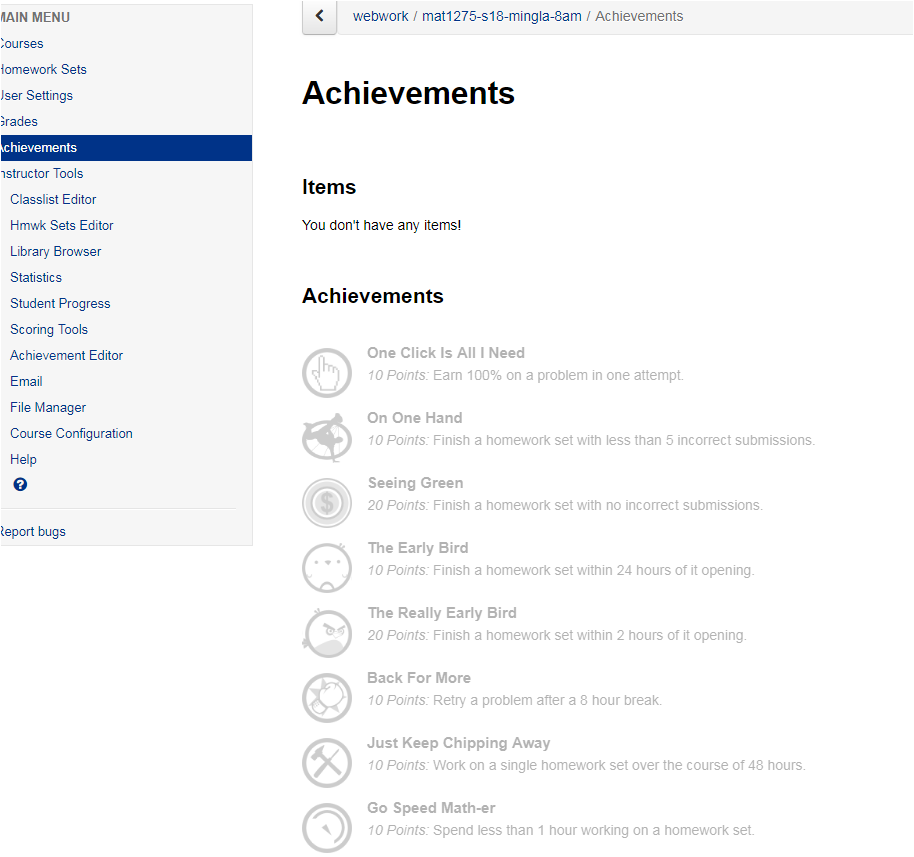 MAIN MENU
Courses
Homework Sets
User Settings
Grades
Achievements
Instructor Tools
Classlist Editor
Hmwk Sets Editor
Library Browser
Statistics
Student Progress
Scoring Tools
Achievement Editor
Email
File Manager
Course Configuration
Help
?
Report bugs
webwork / mat1275-s18-mingla-8am / Achievements
Achievements
Items
You don't have any items!
Achievements
One Click Is All I Need
10 Points: Earn 100% on a problem in one attempt.
On One Hand
10 Points: Finish a homework set with less than 5 incorrect submissions.
$
Seeing Green
20 Points: Finish a homework set with no incorrect submissions.
The Early Bird
10 Points: Finish a homework set within 24 hours of it opening.
The Really Early Bird
20 Points: Finish a homework set within 2 hours of it opening.
Back For More
10 Points: Retry a problem after a 8 hour break.
Just Keep Chipping Away
10 Points: Work on a single homework set over the course of 48 hours.
Go Speed Math-er
10 Points: Spend less than 1 hour working on a homework set.